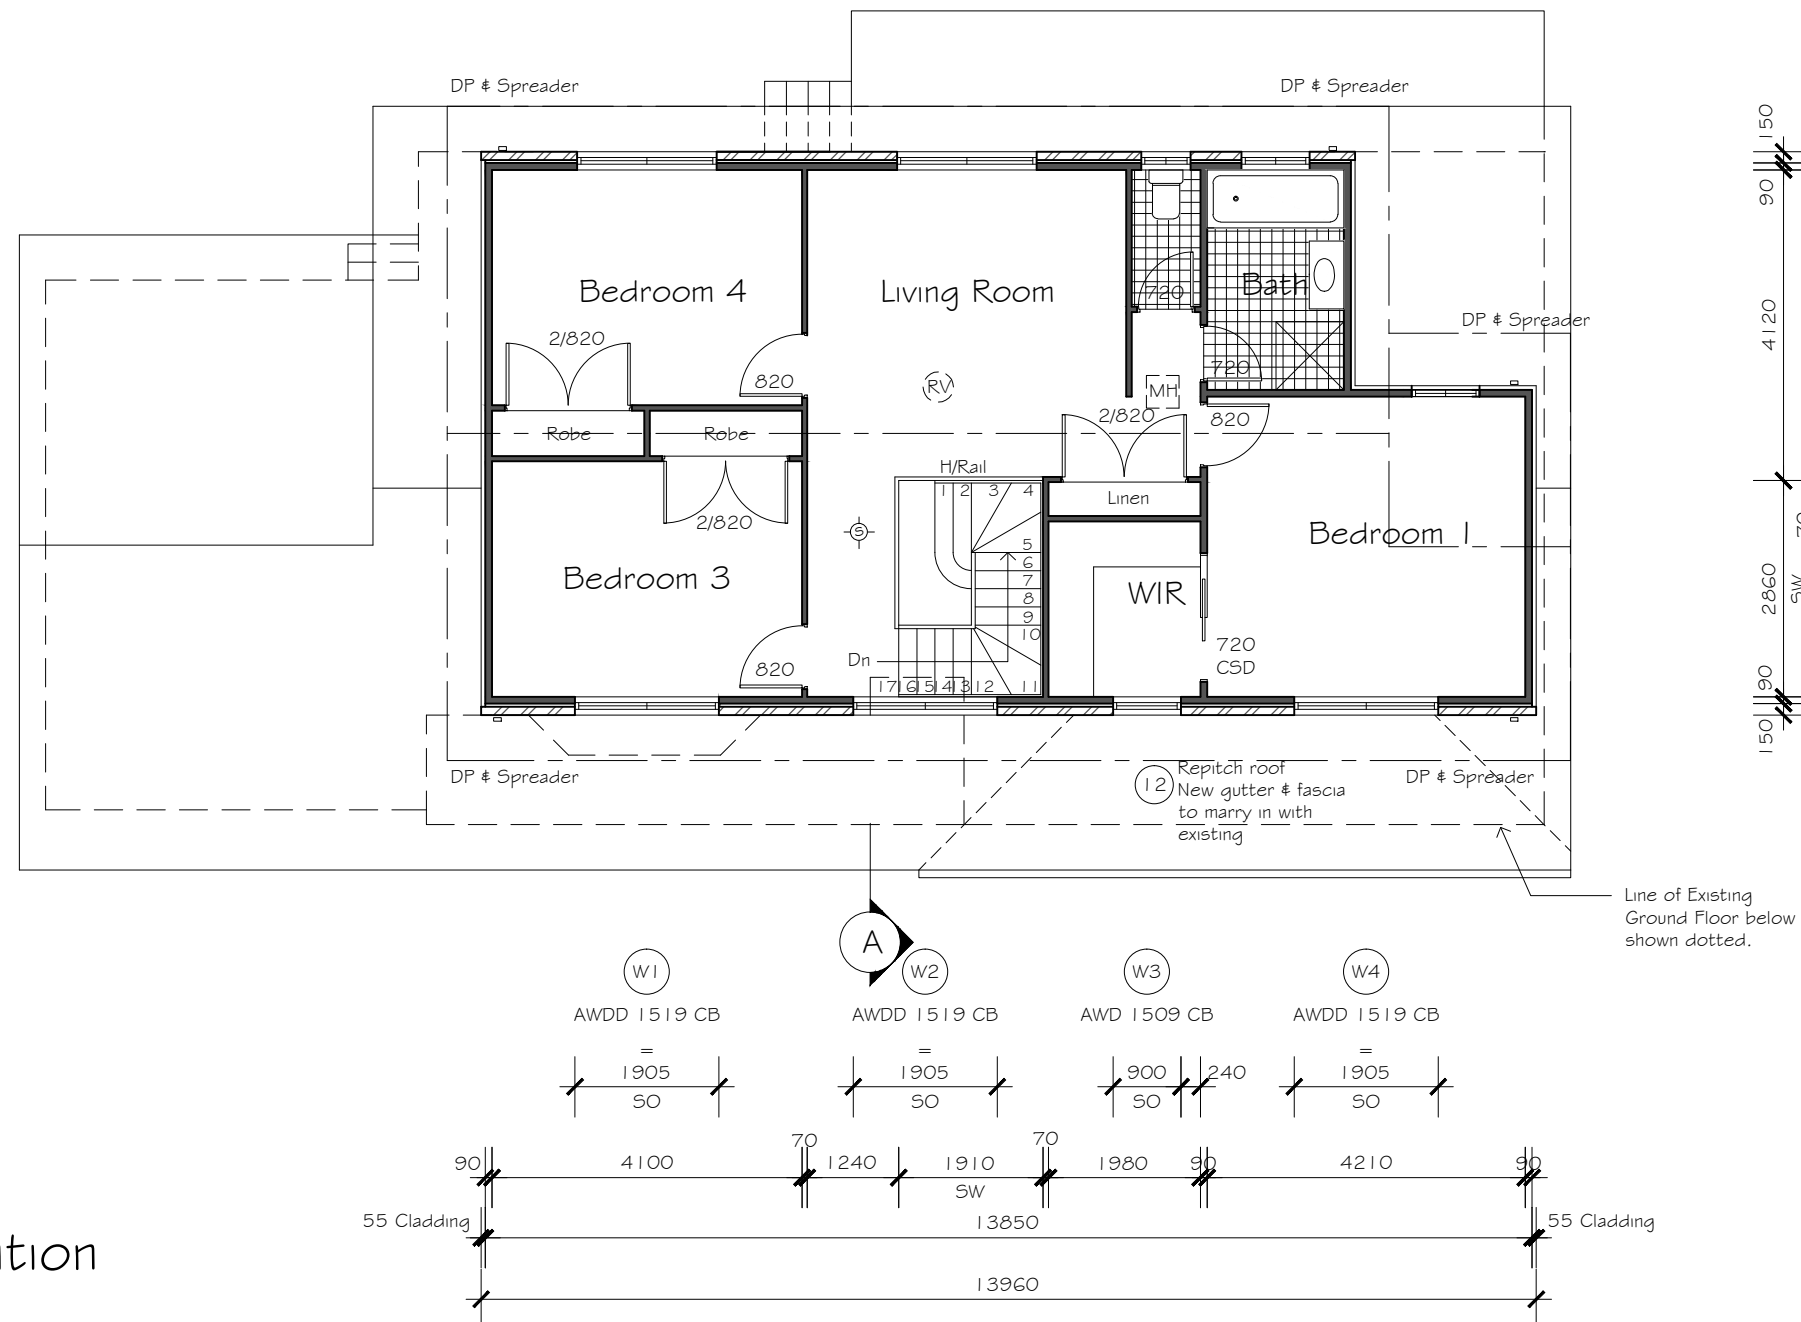 DP & Spreader
DP & Spreader
150
90
4120
2860
SW
70
90
150
Bedroom 4
Living Room
Bath
720
DP & Spreader
2/820
820
RV
MH
720
2/820
820
Robe
Robe
H/Rail
1 2 3 4
Linen
2/820
S
Bedroom 1
5
6
7
8
9
10
Bedroom 3
WIR
720
CSD
Dn
820
17 16 15 14 13 12 11
DP & Spreader
12
Repitch roof
New gutter & fascia
to marry in with
existing
DP & Spreader
Line of Existing
Ground Floor below
shown dotted.
A
W1
W2
W3
W4
AWDD 1519 CB
AWDD 1519 CB
AWD 1509 CB
AWDD 1519 CB
=
=
=
1905
1905
900
240
1905
SO
SO
SO
SO
90
4100
70
1240
1910
SW
70
1980
90
4210
90
55 Cladding
13850
55 Cladding
13960